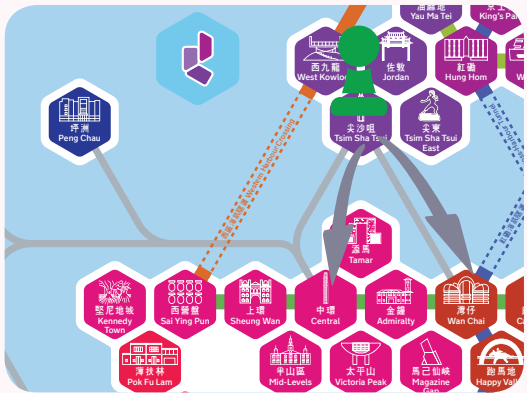 油麻地
Yau Ma Tei
King's Pa
西九龍
West Kowloo
佐敦
Jordan
紅磡
Hung Hom
坪洲
Peng Chau
尖沙咀
Tsim Sha Tsui
尖東
Tsim Sha Tsui
East
Western Harbour Crossing
添馬
Tamar
堅尼地城
Kennedy
Town
西營盤
Sai Ying Pun
上環
Sheung Wan
中環
Central
金鐘
Admiralty
灣仔
Wan Chai
薄扶林
Pok Fu Lam
半山區
Mid-Levels
太平山
Victoria Peak
馬己仙峽
Magazine
Gap
跑馬地
Happy Vall